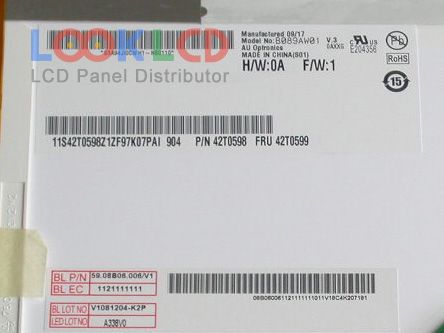 LOOKLCD
LCD Panel Distributor
Manufactured 09/17
Model No:B089AW01 V.3
AU Optronics 0AXXG
MADE IN CHINA(S01)
H/W:0A F/W:1
E204356
RoHS
15
11S42T0598Z1ZF97K07PAI 904 P/N 42T0598 FRU 42T0599
BL P/N 59.08B06.006/V1
BL EC 1121111111
BL LOT NO V1081204-K2P
LED LOT NO A338V0